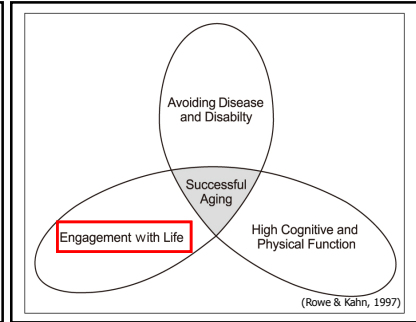 Avoiding Disease
and Disabilty
Successful
Aging
Engagement with Life
High Cognitive and
Physical Function
(Rowe & Kahn, 1997)